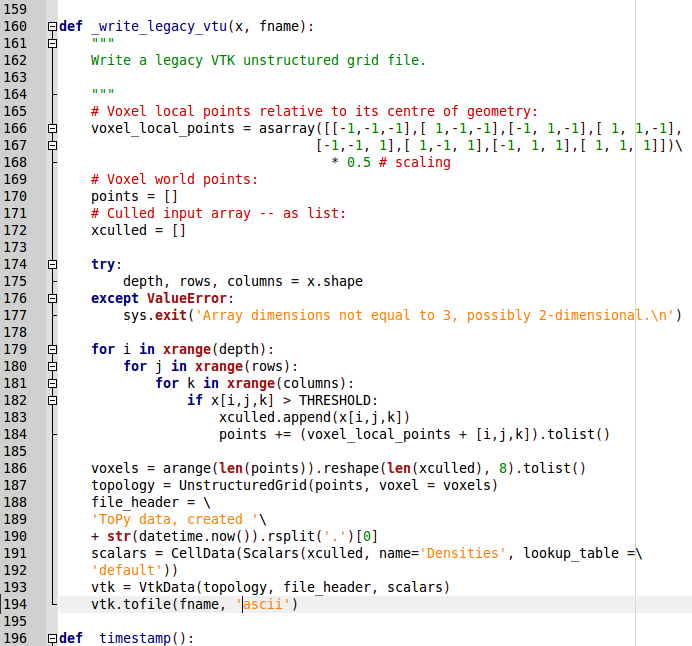 159
160 def _write_legacy_vtu(x, fname):
161     """
162     Write a legacy VTK unstructured grid file.
163
164     """
165     # Voxel local points relative to its centre of geometry:
166     voxel_local_points = asarray([[-1,-1,-1],[ 1,-1,-1],[-1, 1,-1],[ 1, 1,-1],
167                                 [-1,-1, 1],[ 1,-1, 1],[-1, 1, 1],[ 1, 1, 1]])\
168                                   * 0.5 # scaling
169     # Voxel world points:
170     points = []
171     # Culled input array -- as list:
172     xculled = []
173
174     try:
175         depth, rows, columns = x.shape
176     except ValueError:
177         sys.exit('Array dimensions not equal to 3, possibly 2-dimensional.\n')
178
179     for i in xrange(depth):
180         for j in xrange(rows):
181             for k in xrange(columns):
182                 if x[i,j,k] > THRESHOLD:
183                     xculled.append(x[i,j,k])
184                     points += (voxel_local_points + [i,j,k]).tolist()
185
186     voxels = arange(len(points)).reshape(len(xculled), 8).tolist()
187     topology = UnstructuredGrid(points, voxel = voxels)
188     file_header = \
189     'ToPy data, created '\
190     + str(datetime.now()).rsplit('.')[0]
191     scalars = CellData(Scalars(xculled, name='Densities', lookup_table =\
192     'default'))
193     vtk = VtkData(topology, file_header, scalars)
194     vtk.tofile(fname, 'ascii')
195
196 def _timestamp():